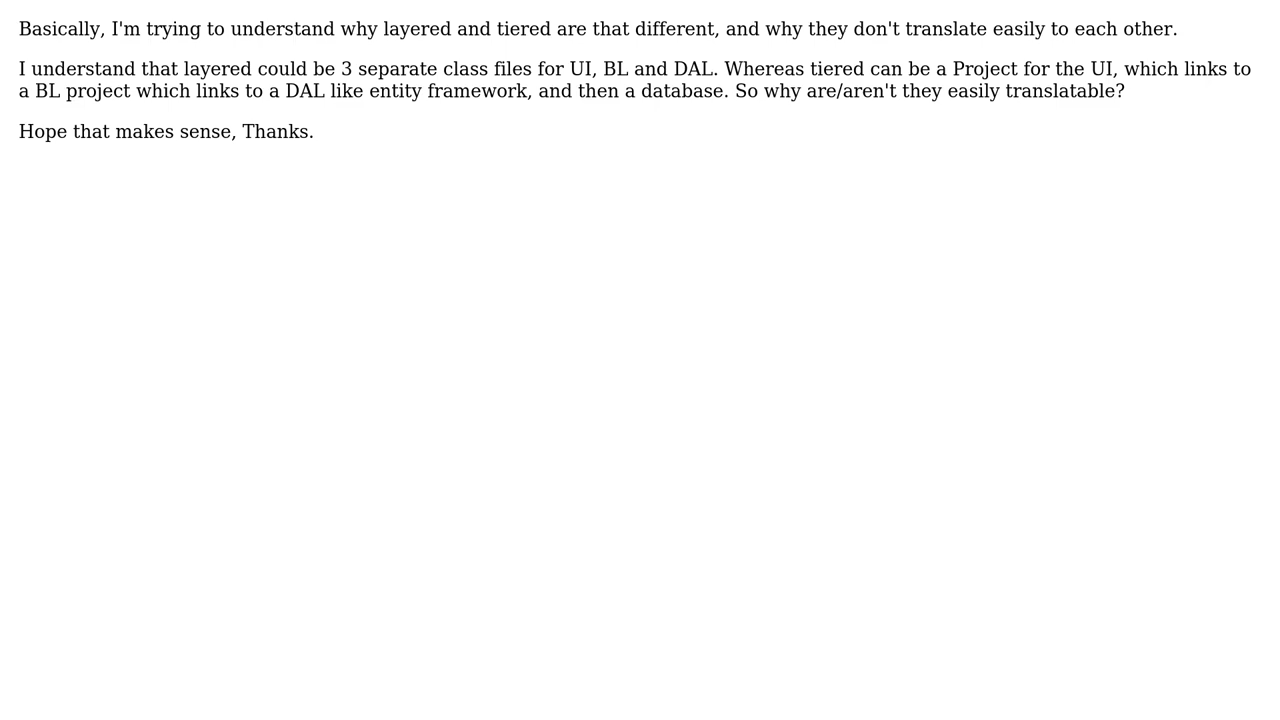 Basically, I'm trying to understand why layered and tiered are that different, and why they don't translate easily to each other.
I understand that layered could be 3 separate class files for UI, BL and DAL. Whereas tiered can be a Project for the UI, which links to
a BL project which links to a DAL like entity framework, and then a database. So why are/aren't they easily translatable?
Hope that makes sense, Thanks.